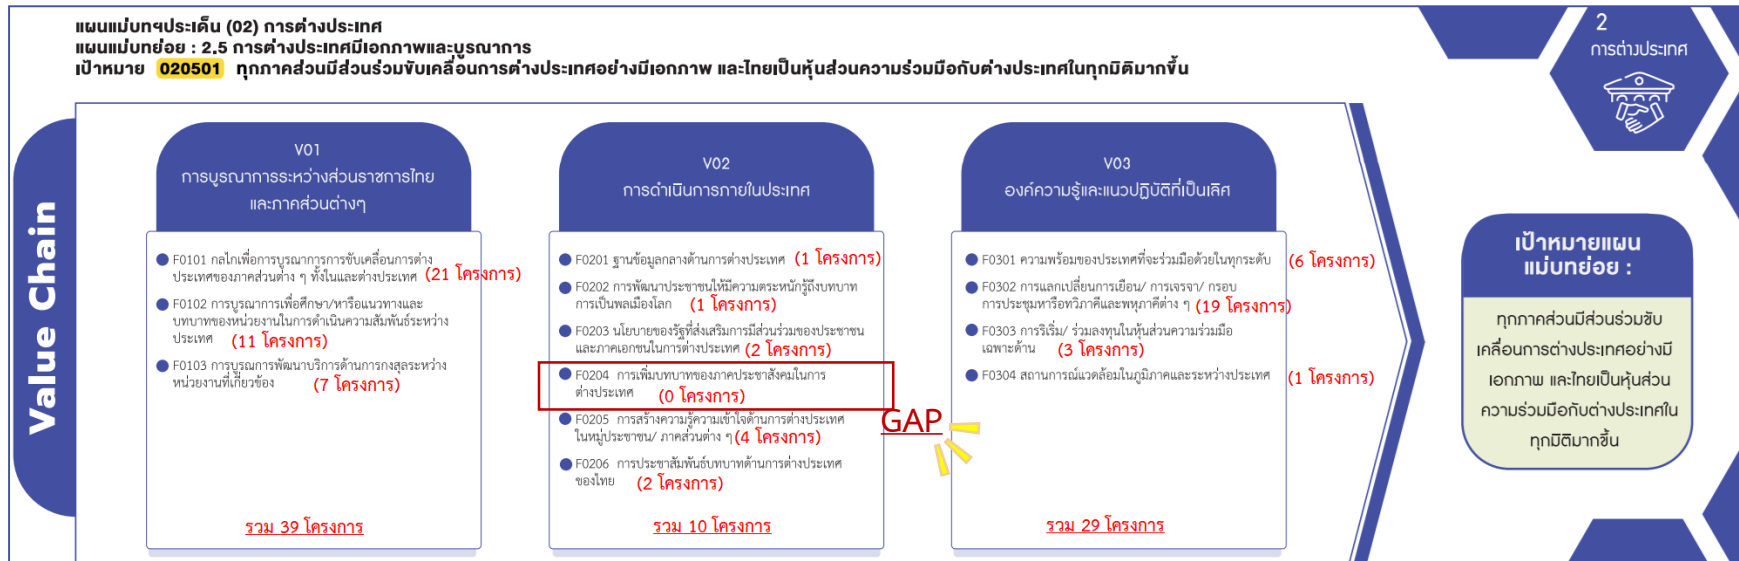 แผนแม่บทฯประเด็น (02) การต่างประเทศ
แผนแม่บทย่อย : 2.5 การต่างประเทศมีเอกภาพและบูรณาการ
เป้าหมาย 020501 ทุกภาคส่วนมีส่วนร่วมขับเคลื่อนการต่างประเทศอย่างมีเอกภาพ และไทยเป็นหุ้นส่วนความร่วมมือกับต่างประเทศในทุกมิติมากขึ้น
2
การต่างประเทศ
Value Chain
V01
การบูรณาการระหว่างส่วนราชการไทย
และภาคส่วนต่างๆ
F0101 กลไกเพื่อการบูรณาการการขับเคลื่อนการต่าง
ประเทศของภาคส่วนต่าง ๆ ทั้งในและต่างประเทศ (21 โครงการ)
F0102 การบูรณาการเพื่อศึกษา/หารือแนวทางและ
บทบาทของหน่วยงานในการดำเนินความสัมพันธ์ระหว่าง
ประเทศ (11 โครงการ)
F0103 การบูรณาการพัฒนาบริการด้านการกงสุลระหว่าง
หน่วยงานที่เกี่ยวข้อง (7 โครงการ)
รวม 39 โครงการ
V02
การดำเนินการภายในประเทศ
F0201 ฐานข้อมูลกลางด้านการต่างประเทศ (1 โครงการ)
F0202 การพัฒนาประชาชนให้มีความตระหนักรู้ถึงบทบาท
การเป็นพลเมืองโลก (1 โครงการ)
F0203 นโยบายของรัฐที่ส่งเสริมการมีส่วนร่วมของประชาชน
และภาคเอกชนในการต่างประเทศ (2 โครงการ)
F0204 การเพิ่มบทบาทของภาคประชาสังคมในการ
ต่างประเทศ (0 โครงการ)
GAP
F0205 การสร้างความรู้ความเข้าใจด้านการต่างประเทศ
ในหมู่ประชาชน/ ภาคส่วนต่าง ๆ (4 โครงการ)
F0206 การประชาสัมพันธ์บทบาทด้านการต่างประเทศ
ของไทย (2 โครงการ)
รวม 10 โครงการ
V03
องค์ความรู้และแนวปฏิบัติที่เป็นเลิศ
F0301 ความพร้อมของประเทศที่จะร่วมมือด้วยในทุกระดับ (6 โครงการ)
F0302 การแลกเปลี่ยนการเยือน/ การเจรจา/ กรอบ
การประชุมหารือทวิภาคีและพหุภาคีต่าง ๆ (19 โครงการ)
F0303 การริเริ่ม/ ร่วมลงทุนในหุ้นส่วนความร่วมมือ
เฉพาะด้าน (3 โครงการ)
F0304 สถานการณ์แวดล้อมในภูมิภาคและระหว่างประเทศ (1 โครงการ)
รวม 29 โครงการ
เป้าหมายแผน
แม่บทย่อย :
ทุกภาคส่วนมีส่วนร่วมขับ
เคลื่อนการต่างประเทศอย่างมี
เอกภาพ และไทยเป็นหุ้นส่วน
ความร่วมมือกับต่างประเทศใน
ทุกมิติมากขึ้น